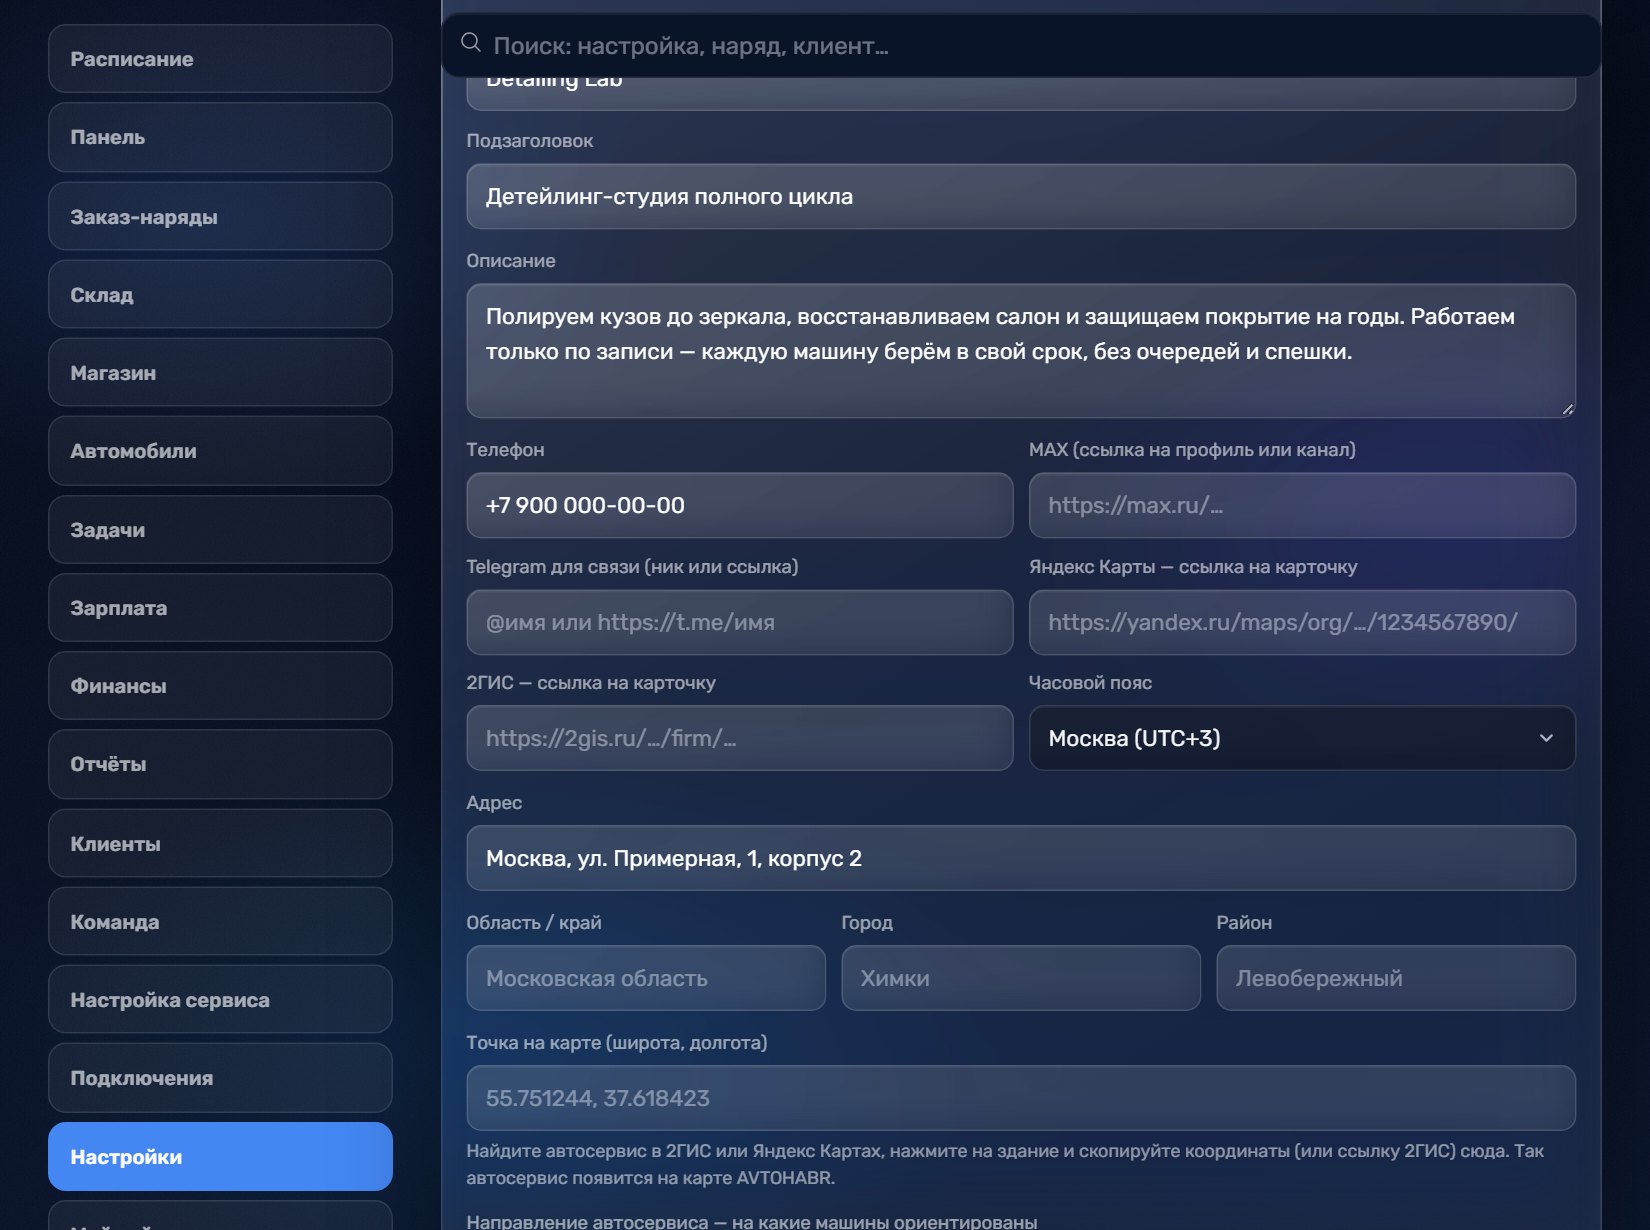 Расписание
Панель
Заказ-наряды
Склад
Магазин
Автомобили
Задачи
Зарплата
Финансы
Отчёты
Клиенты
Команда
Настройка сервиса
Подключения
Настройки
Поиск: настройка, наряд, клиент...
Detailing Lab
Подзаголовок
Детейлинг-студия полного цикла
Описание
Полируем кузов до зеркала, восстанавливаем салон и защищаем покрытие на годы. Работаем
только по записи — каждую машину берём в свой срок, без очередей и спешки.
Телефон
MAX (ссылка на профиль или канал)
+7 900 000-00-00
https://max.ru/...
Telegram для связи (ник или ссылка)
Яндекс Карты — ссылка на карточку
@имя или https://t.me/имя
https://yandex.ru/maps/org/.../1234567890/
2ГИС — ссылка на карточку
Часовой пояс
https://2gis.ru/.../firm/...
Москва (UTC+3)
Адрес
Москва, ул. Примерная, 1, корпус 2
Область / край
Город
Район
Московская область
Химки
Левобережный
Точка на карте (широта, долгота)
55.751244, 37.618423
Найдите автосервис в 2ГИС или Яндекс Картах, нажмите на здание и скопируйте координаты (или ссылку 2ГИС) сюда. Так
автосервис появится на карте AVTOHABR.
Направление автосервиса — на какие машины ориентированы